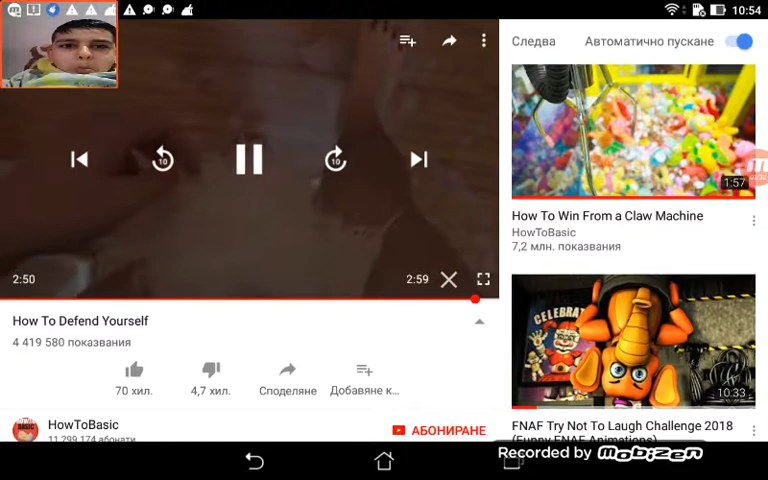 10:54
Следва
Автоматично пускане
10
10
1:57
2:50
2:59
How To Win From a Claw Machine
HowToBasic
7,2 млн. показвания
How To Defend Yourself
4 419 580 показвания
CELEBRAT
10:33
70 хил.
4,7 хил.
Споделяне
Добавяне к...
HowToBasic
11 299 174 абонати
АБОНИРАНЕ
FNAF Try Not To Laugh Challenge 2018
(Funny FNAF Animations)
Recorded by Mobizen